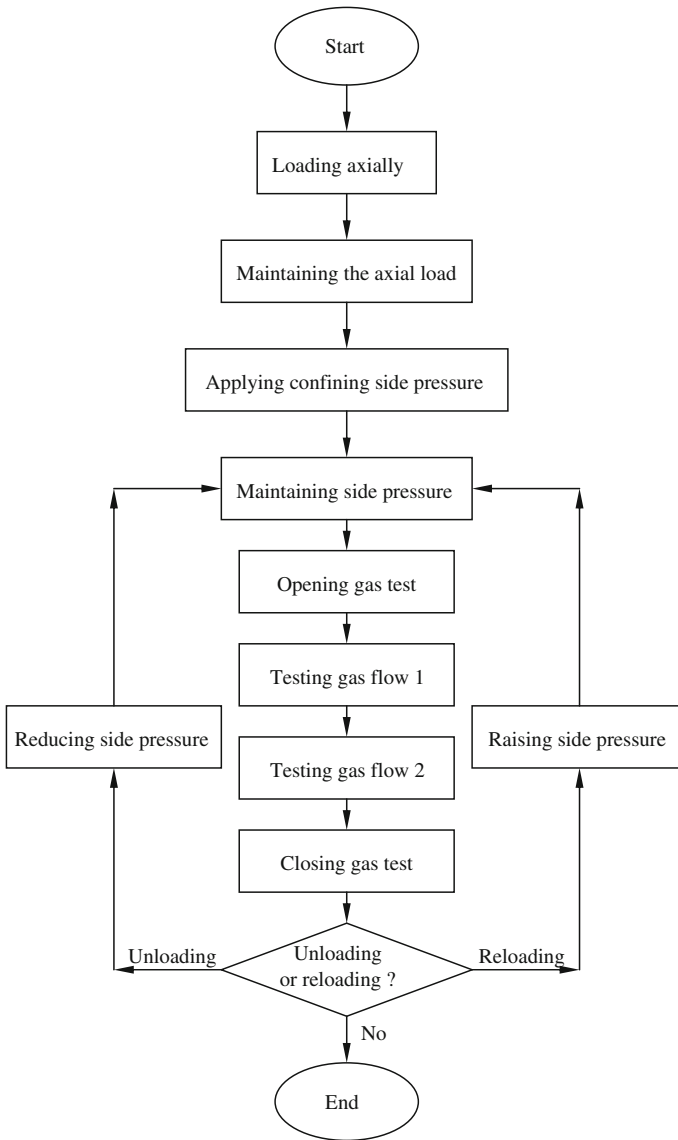 Start
Loading axially
Maintaining the axial load
Applying confining side pressure
Maintaining side pressure
Opening gas test
Testing gas flow 1
Reducing side pressure
Raising side pressure
Testing gas flow 2
Closing gas test
Unloading
Unloading
or reloading ?
Reloading
No
End